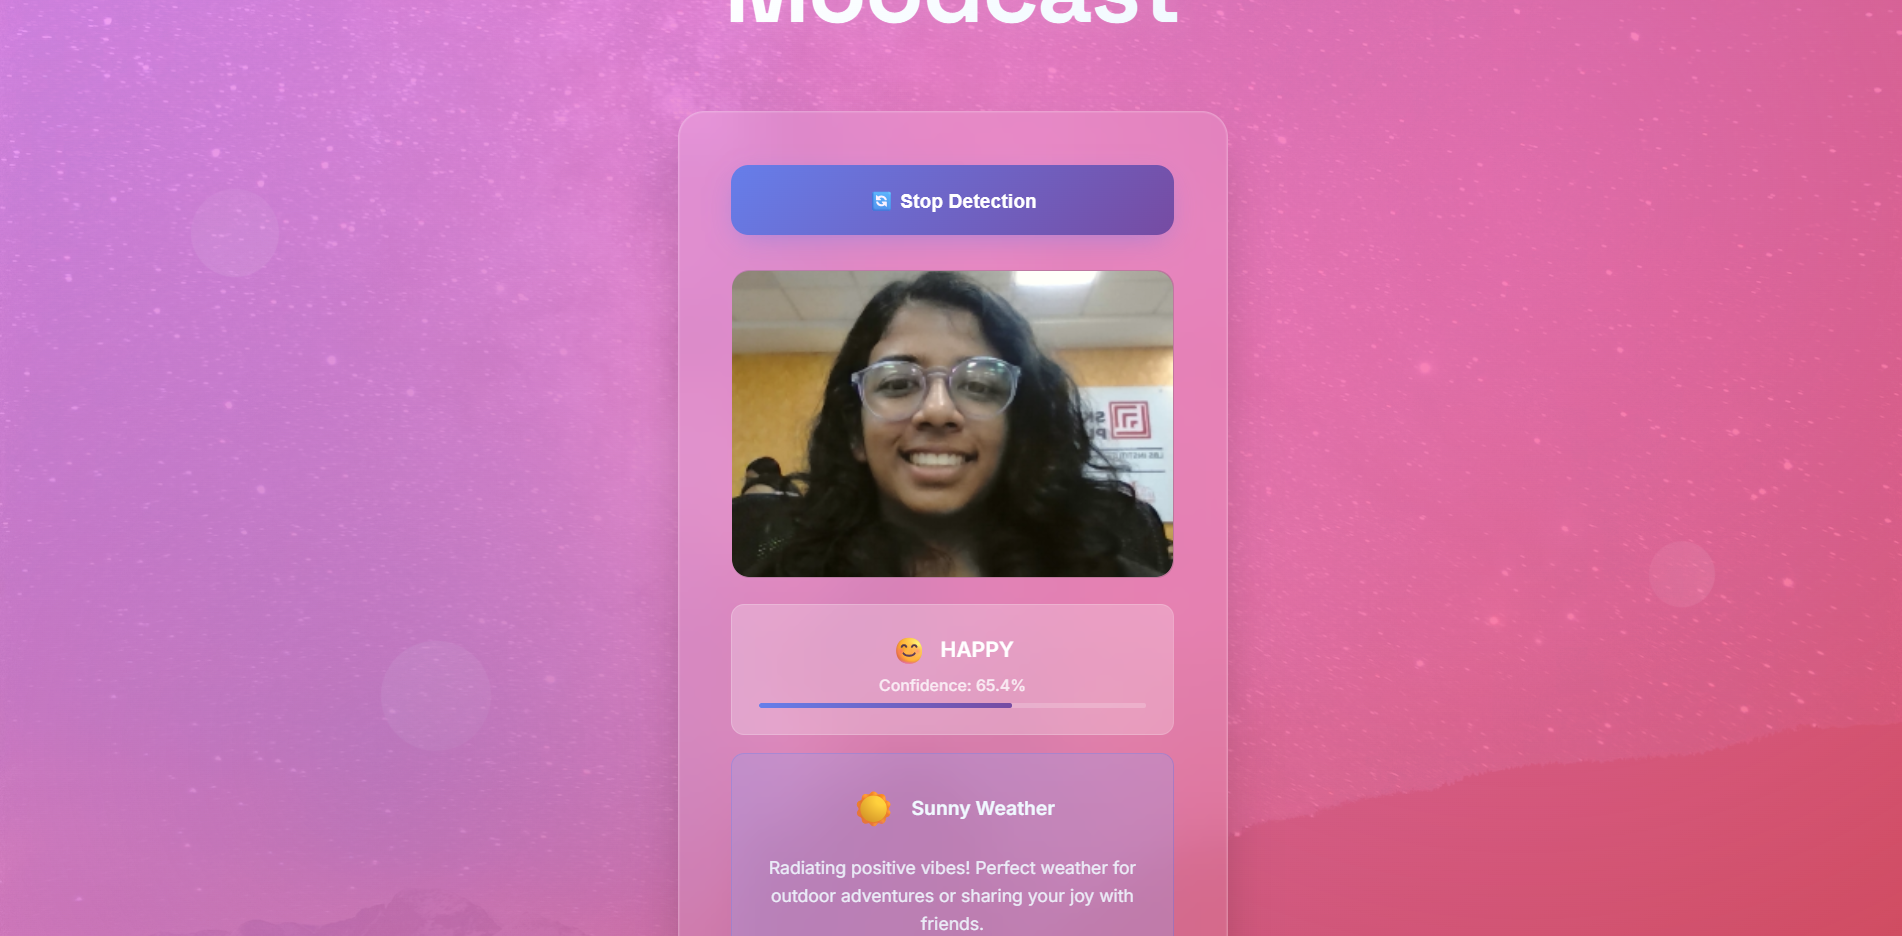 Moodcast
Stop Detection
HAPPY
Confidence: 65.4%
Sunny Weather
Radiating positive vibes! Perfect weather for
outdoor adventures or sharing your joy with
friends.